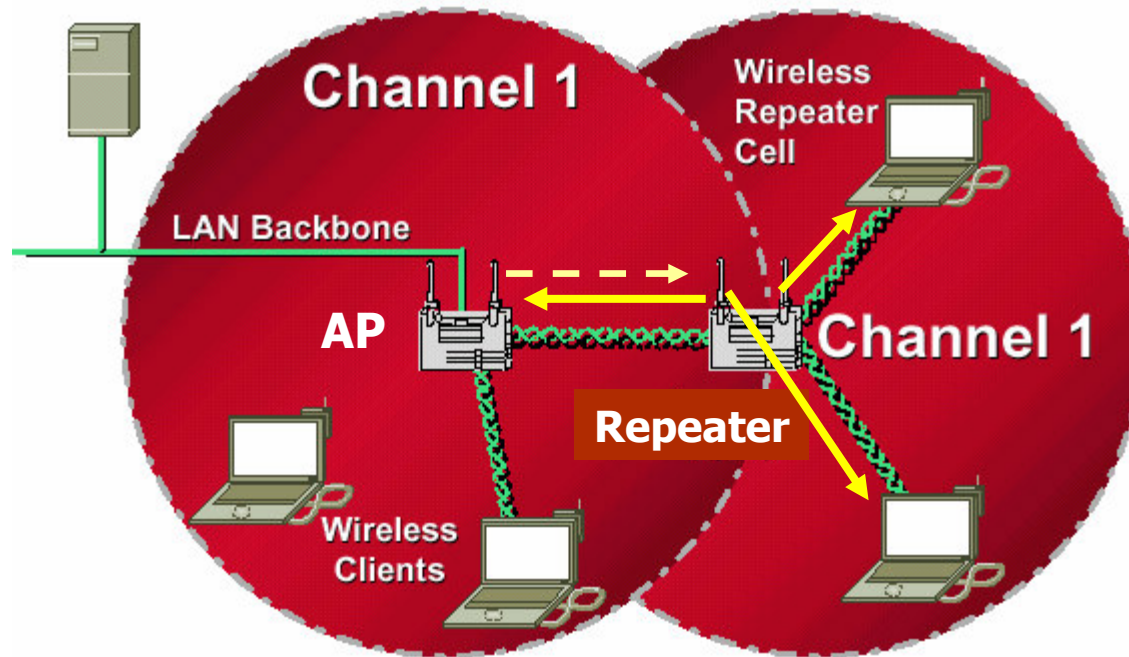 Channel 1
Wireless
Repeater
Cell
LAN Backbone
AP
Channel 1
Repeater
Wireless
Clients